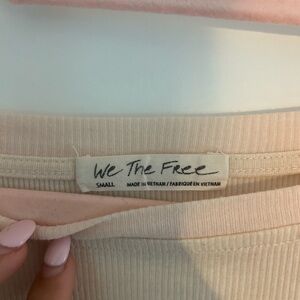 We The Free
SMALL MADE IN VIETNAM / FABRIQUÉ EN VIETNAM